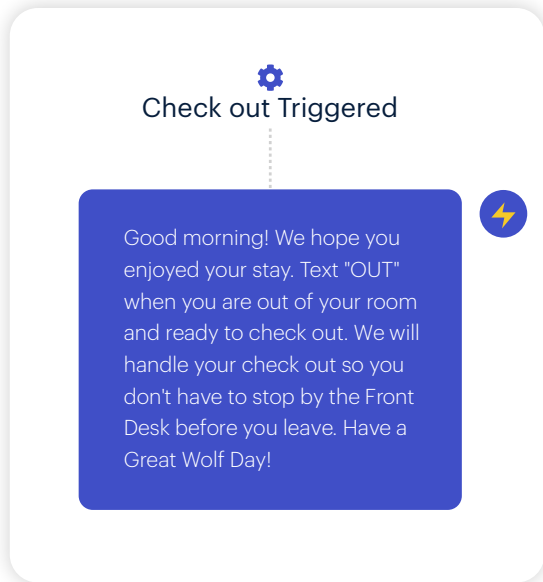 Check out Triggered
Good morning! We hope you
enjoyed your stay. Text "OUT"
when you are out of your room
and ready to check out. We will
handle your check out so you
don't have to stop by the Front
Desk before you leave. Have a
Great Wolf Day!